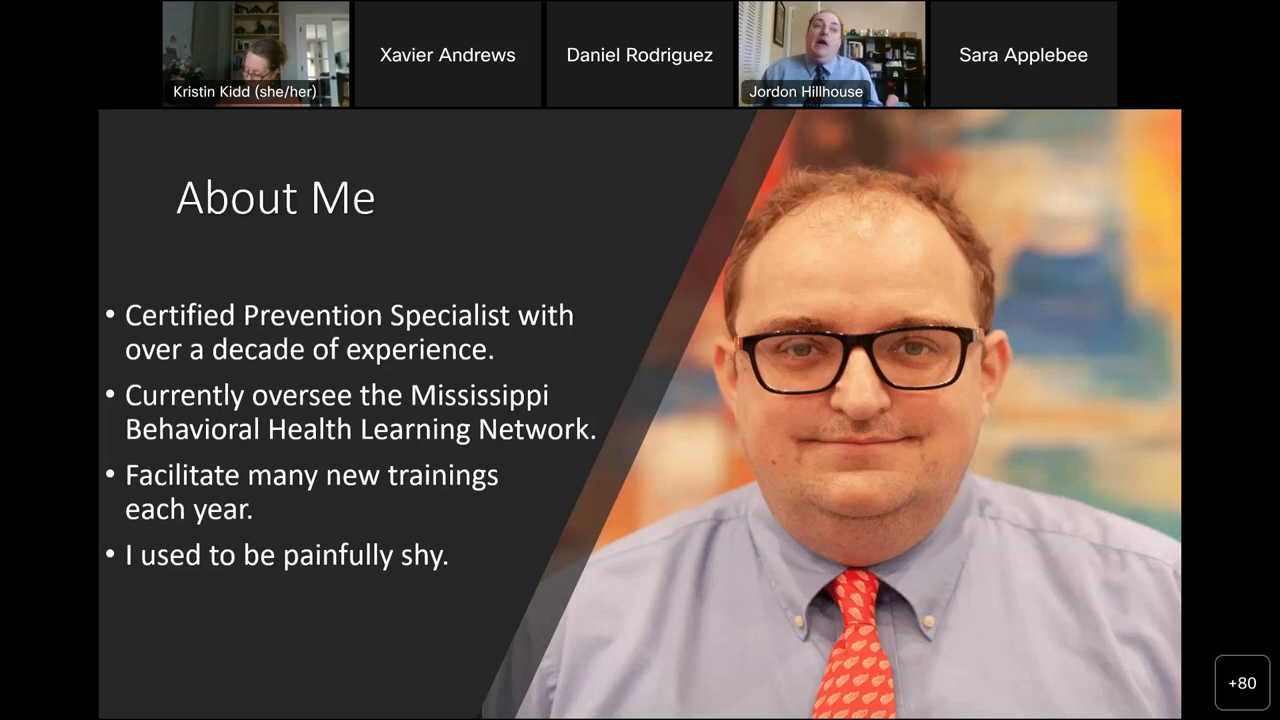 Kristin Kidd (she/her)
Xavier Andrews
Daniel Rodriguez
Jordon Hillhouse
Sara Applebee
About Me
• Certified Prevention Specialist with
over a decade of experience.
• Currently oversee the Mississippi
Behavioral Health Learning Network.
• Facilitate many new trainings
each year.
• I used to be painfully shy.
+80